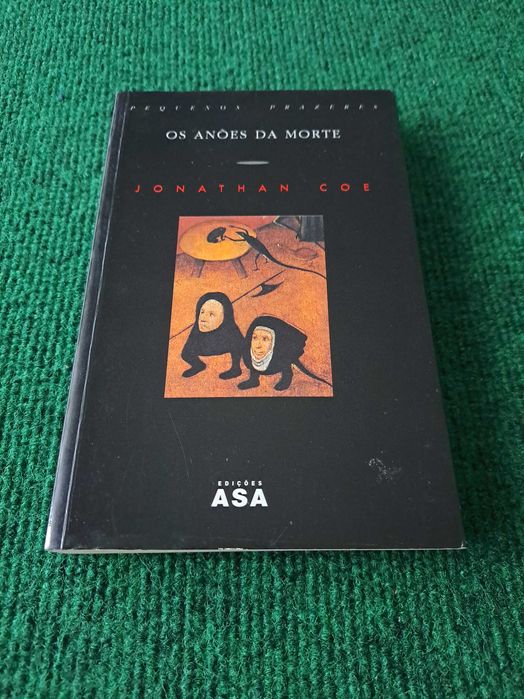 PEQUENOS PRAZERES
OS ANÕES DA MORTE
JONATHAN COE
EDIÇÕES
ASA